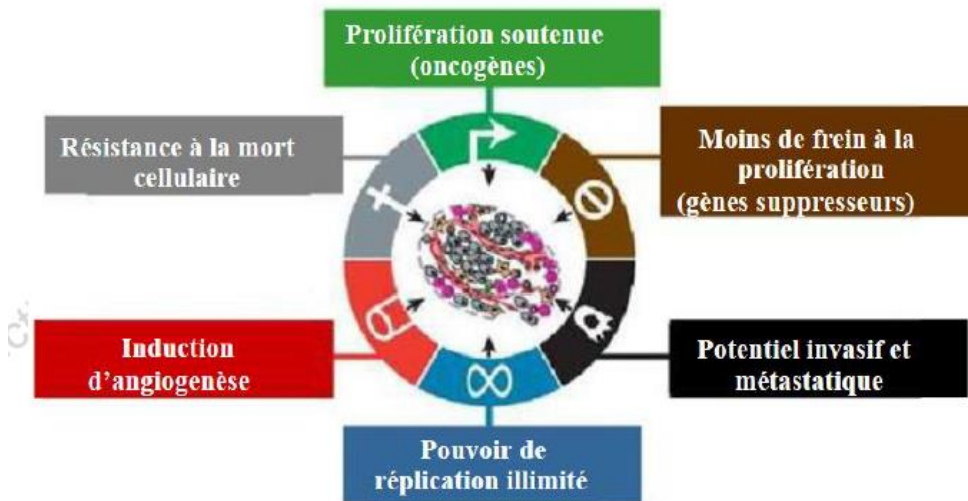 Prolifération soutenue
(oncogènes)
Résistance à la mort
cellulaire
Moins de frein à la
prolifération
(gènes suppresseurs)
Induction
d'angiogenèse
Potentiel invasif et
métastatique
∞
Pouvoir de
réplication illimité